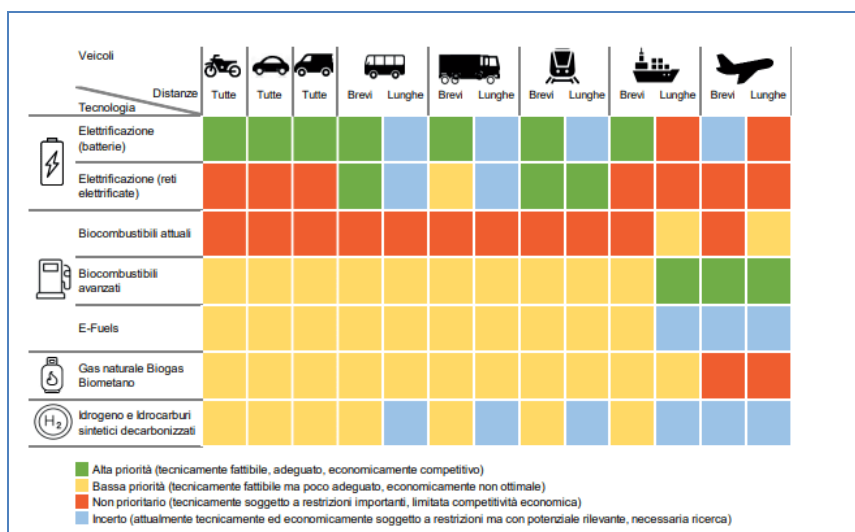 Veicoli
Distanze
Tecnologia
Tutte Tutte Tutte Brevi Lunghe Brevi Lunghe Brevi Lunghe Brevi Lunghe Brevi Lunghe
Elettrificazione
(batterie)
Elettrificazione (reti
elettrificate)
Biocombustibili attuali
Biocombustibili
avanzati
E-Fuels
Gas naturale Biogas
Biometano
H₂
Idrogeno e Idrocarburi
sintetici decarbonizzati
Alta priorità (tecnicamente fattibile, adeguato, economicamente competitivo)
Bassa priorità (tecnicamente fattibile ma poco adeguato, economicamente non ottimale)
Non prioritario (tecnicamente soggetto a restrizioni importanti, limitata competitività economica)
Incerto (attualmente tecnicamente ed economicamente soggetto a restrizioni ma con potenziale rilevante, necessaria ricerca)